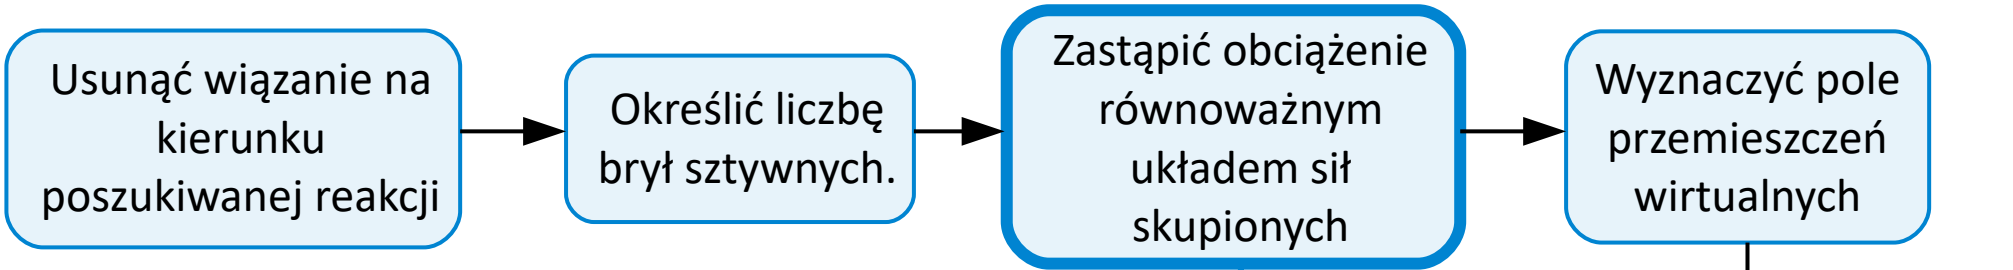 Usunąć wiązanie na
kierunku
poszukiwanej reakcji
Określić liczbę
brył sztywnych.
Zastąpić obciążenie
równoważnym
układem sił
skupionych
Wyznaczyć pole
przemieszczeń
wirtualnych